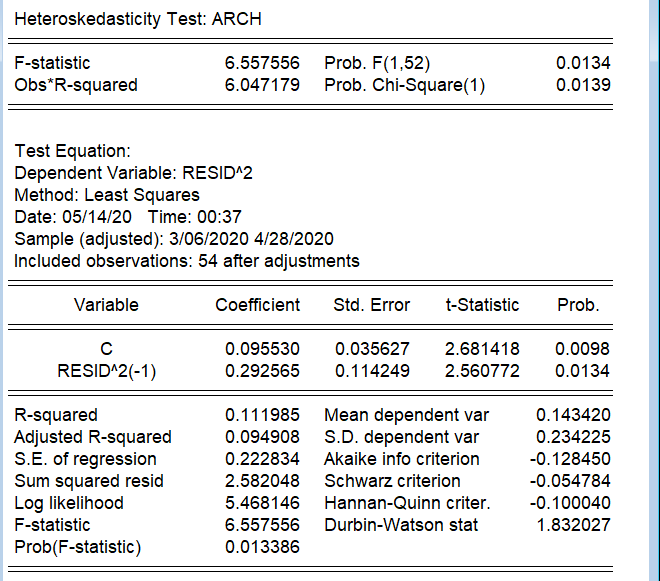 Heteroskedasticity Test: ARCH
F-statistic 6.557556 Prob. F(1,52) 0.0134
Obs*R-squared 6.047179 Prob. Chi-Square(1) 0.0139
Test Equation:
Dependent Variable: RESID^2
Method: Least Squares
Date: 05/14/20 Time: 00:37
Sample (adjusted): 3/06/2020 4/28/2020
Included observations: 54 after adjustments
Variable Coefficient Std. Error t-Statistic Prob.
C 0.095530 0.035627 2.681418 0.0098
RESID^2(-1) 0.292565 0.114249 2.560772 0.0134
R-squared 0.111985 Mean dependent var 0.143420
Adjusted R-squared 0.094908 S.D. dependent var 0.234225
S.E. of regression 0.222834 Akaike info criterion -0.128450
Sum squared resid 2.582048 Schwarz criterion -0.054784
Log likelihood 5.468146 Hannan-Quinn criter. -0.100040
F-statistic 6.557556 Durbin-Watson stat 1.832027
Prob(F-statistic) 0.013386